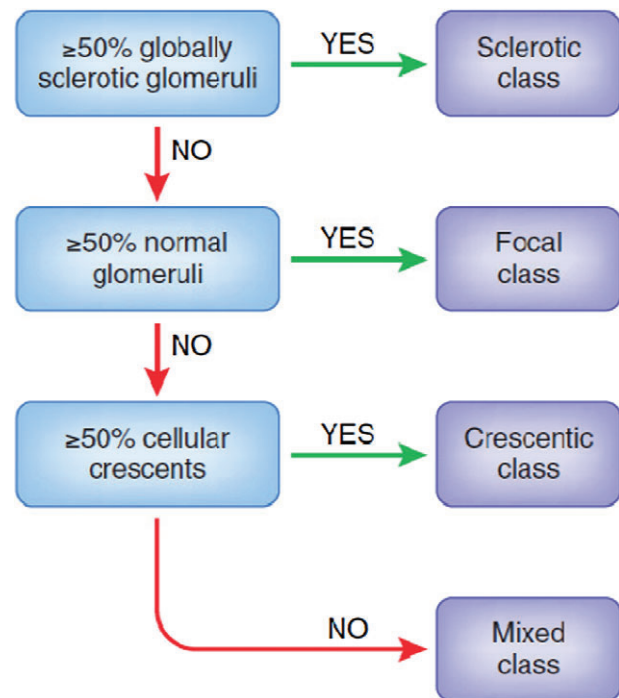 ≥50% globally
sclerotic glomeruli
YES
Sclerotic
class
NO
≥50% normal
glomeruli
YES
Focal
class
NO
≥50% cellular
crescents
YES
Crescentic
class
NO
Mixed
class